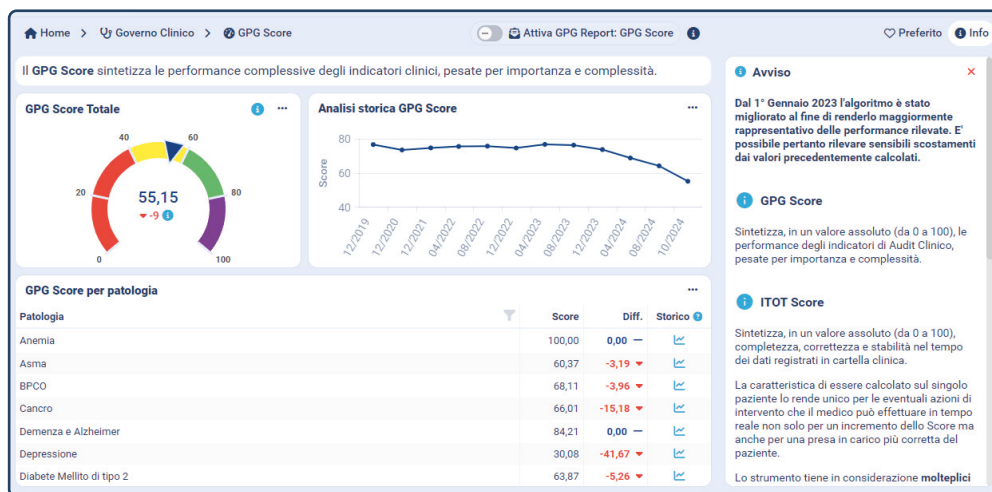 Home > Governo Clinico > GPG Score
Attiva GPG Report: GPG Score
Preferito
Info
Il GPG Score sintetizza le performance complessive degli indicatori clinici, pesate per importanza e complessità.
GPG Score Totale
0
20
40
60
80
100
55,15
-9
Analisi storica GPG Score
Score
80
60
40
12/2019
12/2020
12/2021
04/2022
08/2022
12/2022
04/2023
08/2023
12/2023
04/2024
08/2024
10/2024
GPG Score per patologia
Patologia Score Diff. Storico
Anemia 100,00 0,00 —
Asma 60,37 -3,19
BPCO 68,11 -3,96
Cancro 66,01 -15,18
Demenza e Alzheimer 84,21 0,00 —
Depressione 30,08 -41,67
Diabete Mellito di tipo 2 63,87 -5,26
Avviso
Dal 1° Gennaio 2023 l'algoritmo è stato
migliorato al fine di renderlo maggiormente
rappresentativo delle performance rilevate. E'
possibile pertanto rilevare sensibili scostamenti
dai valori precedentemente calcolati.
GPG Score
Sintetizza, in un valore assoluto (da 0 a 100), le
performance degli indicatori di Audit Clinico,
pesate per importanza e complessità.
ITOT Score
Sintetizza, in un valore assoluto (da 0 a 100),
completezza, correttezza e stabilità nel tempo
dei dati registrati in cartella clinica.
La caratteristica di essere calcolato sul singolo
paziente lo rende unico per le eventuali azioni di
intervento che il medico può effettuare in tempo
reale non solo per un incremento dello Score ma
anche per una presa in carico più corretta del
paziente.
Lo strumento tiene in considerazione molteplici